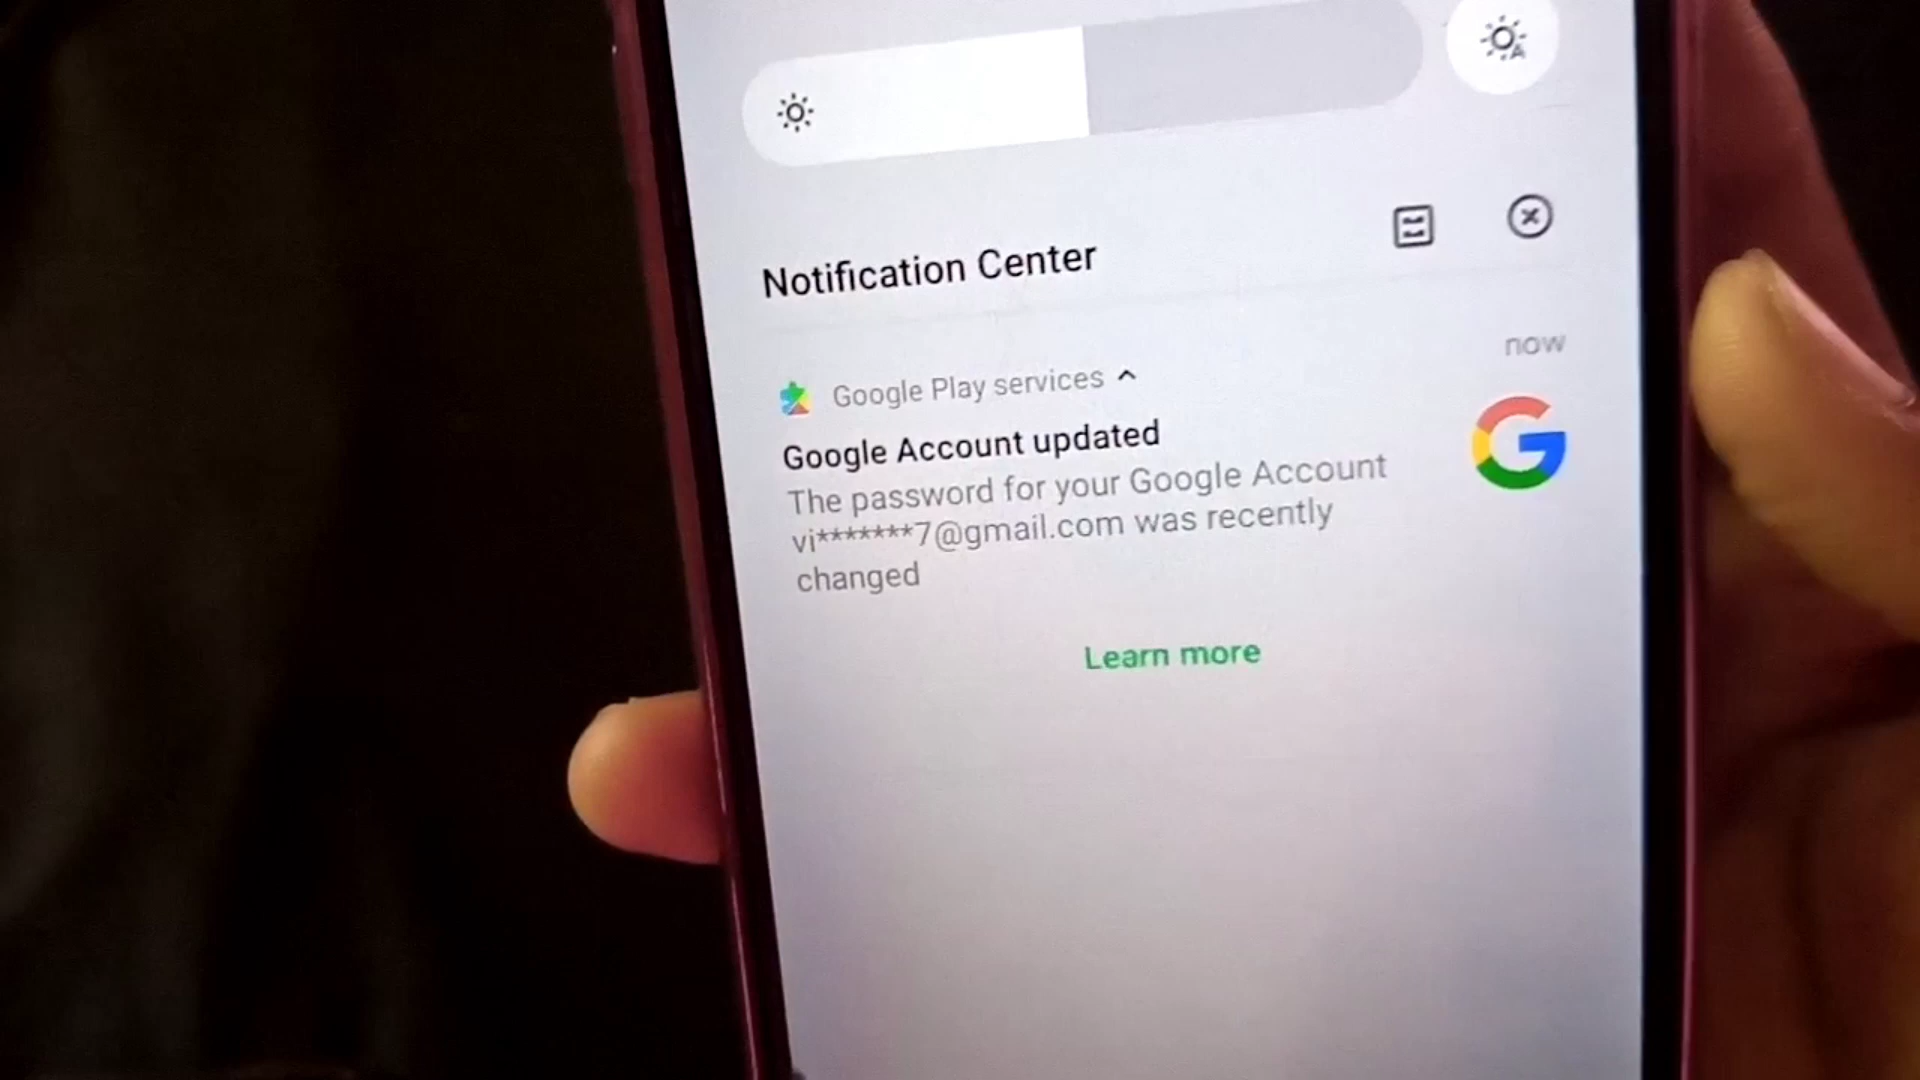 Notification Center
now
Google Play services
Google Account updated
The password for your Google Account
vi*******7@gmail.com was recently
changed
Learn more